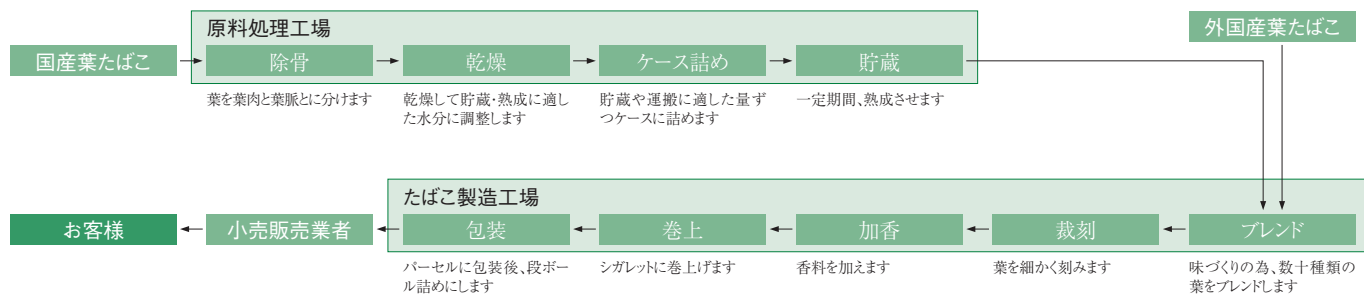 原料処理工場
外国産葉たばこ
国産葉たばこ
除骨
乾燥
ケース詰め
貯蔵
葉を葉肉と葉脈とに分けます
乾燥して貯蔵・熟成に適し
た水分に調整します
貯蔵や運搬に適した量ず
つケースに詰めます
一定期間、熟成させます
たばこ製造工場
お客様
小売販売業者
包装
巻上
加香
裁刻
ブレンド
パーセルに包装後、段ボー
ル詰めにします
シガレットに巻上げます
香料を加えます
葉を細かく刻みます
味づくりの為、数十種類の
葉をブレンドします